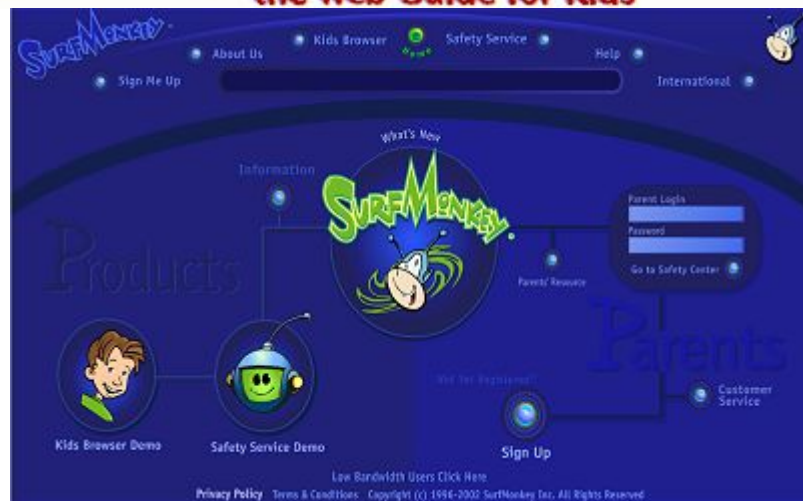 the Web Guide for Kids
SURFMONKEY.
About Us
Kids Browser
Home
Safety Service
Help
Sign Me Up
International
What's New
Information
SURFMONKEY.
Parent Login
Password
Go to Safety Center
Parents' Resource
Products
Parents
Not Yet Registered?
Customer Service
Kids Browser Demo
Safety Service Demo
Sign Up
Low Bandwidth Users Click Here
Privacy Policy Terms & Conditions Copyright (c) 1996-2002 SurfMonkey Inc. All Rights Reserved